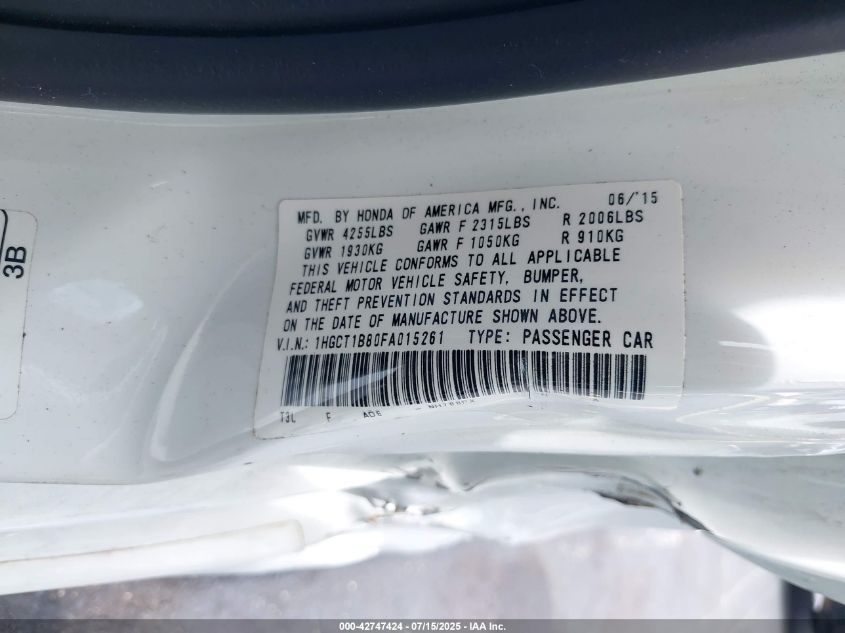 3B
MFD. BY HONDA OF AMERICA MFG., INC. 06/'15
GVWR 4255LBS GAWR F 2315LBS R 2006LBS
GVWR 1930KG GAWR F 1050KG R 910KG
THIS VEHICLE CONFORMS TO ALL APPLICABLE
FEDERAL MOTOR VEHICLE SAFETY, BUMPER,
AND THEFT PREVENTION STANDARDS IN EFFECT
ON THE DATE OF MANUFACTURE SHOWN ABOVE.
V.I.N.: 1HGCT1B80FA015261 TYPE: PASSENGER CAR
T3L F
000-42747424 - 07/15/2025 - IAA Inc.